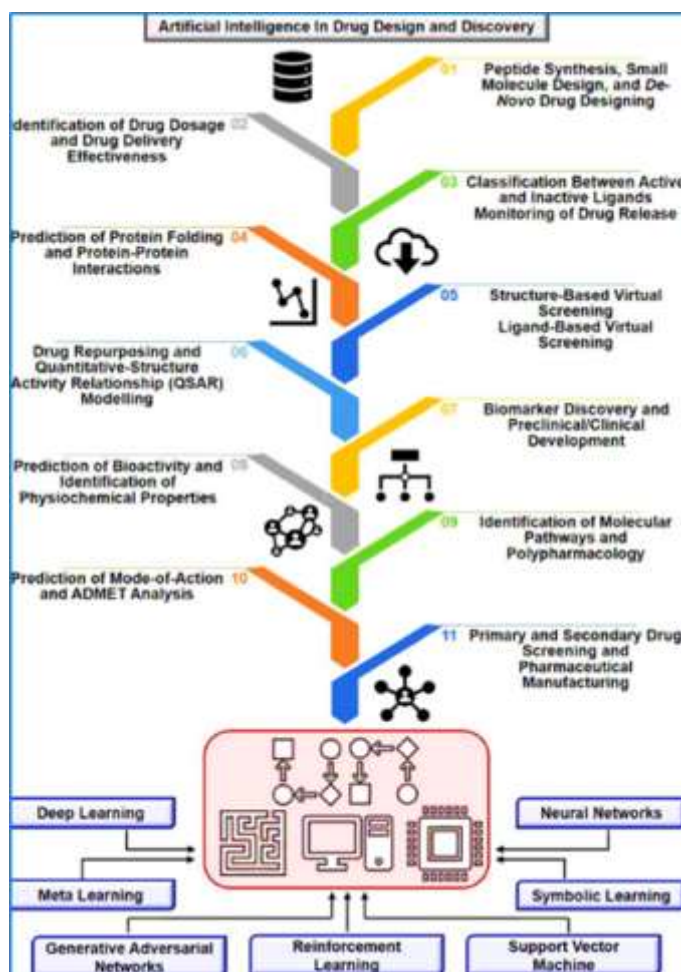 Artificial Intelligence In Drug Design and Discovery
01 Peptide Synthesis, Small
Molecule Design, and De-
Novo Drug Designing
Identification of Drug Dosage 02
and Drug Delivery
Effectiveness
03 Classification Between Active
and Inactive Ligands
Monitoring of Drug Release
Prediction of Protein Folding 04
and Protein-Protein
Interactions
05 Structure-Based Virtual
Screening
Ligand-Based Virtual
Screening
Drug Repurposing and 06
Quantitative-Structure
Activity Relationship (QSAR)
Modelling
07 Biomarker Discovery and
Preclinical/Clinical
Development
Prediction of Bioactivity and 08
Identification of
Physiochemical Properties
09 Identification of Molecular
Pathways and
Polypharmacology
Prediction of Mode-of-Action 10
and ADMET Analysis
11 Primary and Secondary Drug
Screening and
Pharmaceutical
Manufacturing
Deep Learning
Neural Networks
Meta Learning
Symbolic Learning
Generative Adversarial
Networks
Reinforcement
Learning
Support Vector
Machine